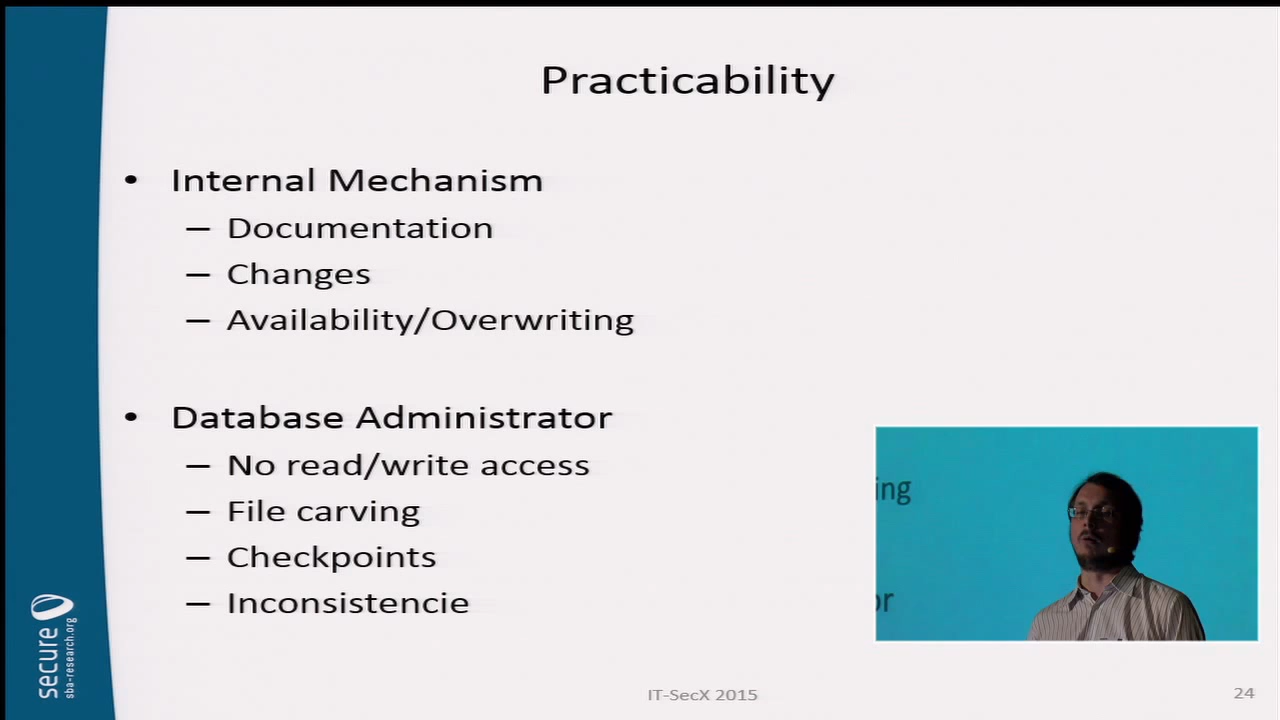 Practicability
• Internal Mechanism
– Documentation
– Changes
– Availability/Overwriting
• Database Administrator
– No read/write access
– File carving
– Checkpoints
– Inconsistencie
ing
or
secure
sba-research.org
IT-SecX 2015
24